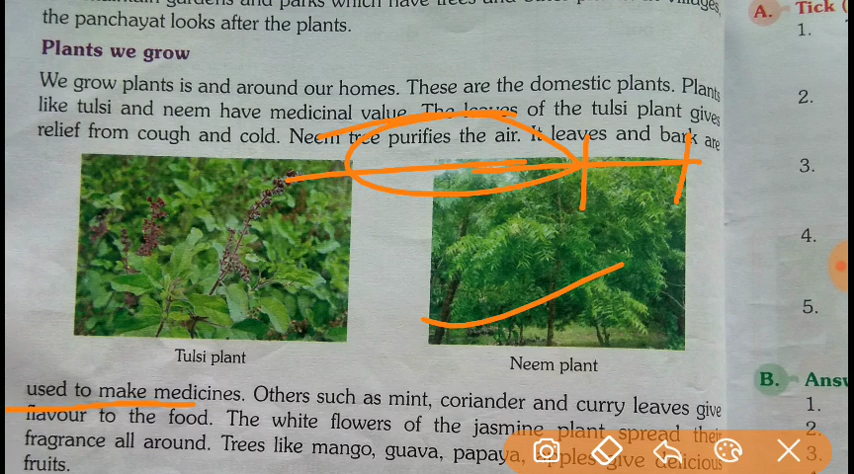 the panchayat looks after the plants.
Plants we grow
We grow plants is and around our homes. These are the domestic plants. Plants
like tulsi and neem have medicinal value. The leaves of the tulsi plant gives
relief from cough and cold. Neem tree purifies the air. It leaves and bark are
Tulsi plant
Neem plant
used to make medicines. Others such as mint, coriander and curry leaves give
flavour to the food. The white flowers of the jasmine plant spread their
fragrance all around. Trees like mango, guava, papaya, apples give delicious
fruits.
A. Tick (
1.
2.
3.
4.
5.
B.
1.
2.
3.